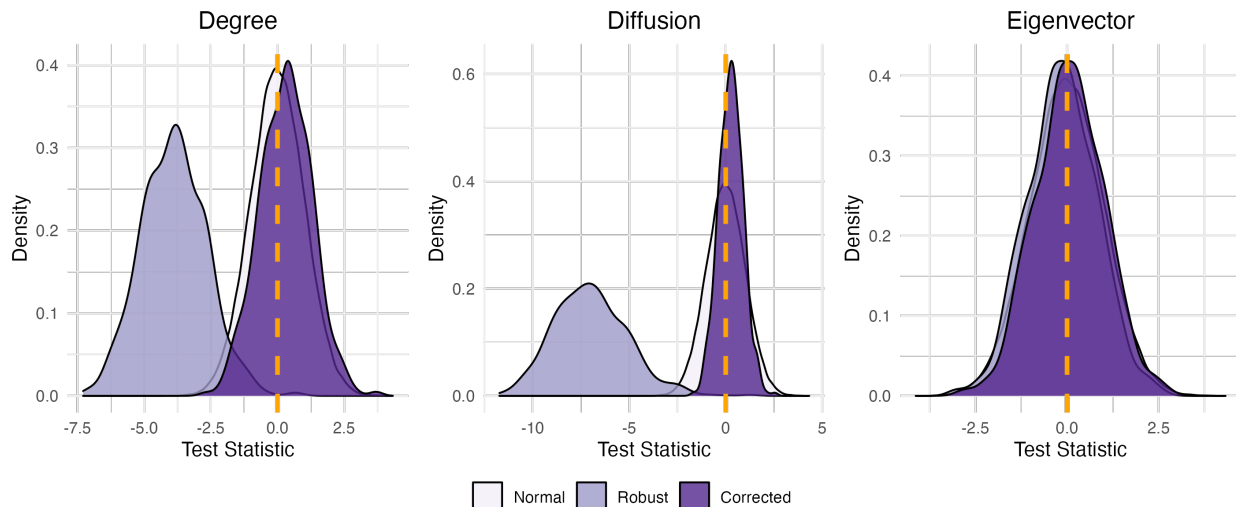 Degree
Diffusion
Eigenvector
Density
0.4
0.3
0.2
0.1
0.0
-7.5 -5.0 -2.5 0.0 2.5
Test Statistic
Density
0.6
0.4
0.2
0.0
-10 -5 0 5
Test Statistic
Density
0.4
0.3
0.2
0.1
0.0
-2.5 0.0 2.5
Test Statistic
Normal Robust Corrected